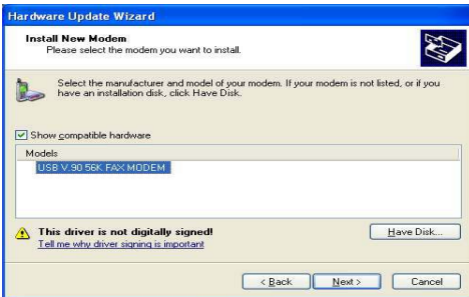 Hardware Update Wizard
Install New Modem
Please select the modem you want to install.
Select the manufacturer and model of your modem. If your modem is not listed, or if you
have an installation disk, click Have Disk.
Show compatible hardware
Models
USB V.90 56K FAX MODEM
This driver is not digitally signed!
Have Disk...
Tell me why driver signing is important
< Back
Next >
Cancel